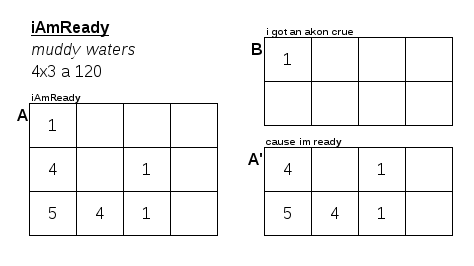 iAmReady
muddy waters
4x3 a 120
iAmReady
A
1
4 1
5 4 1
i got an akon crue
B
1
cause im ready
A'
4 1
5 4 1